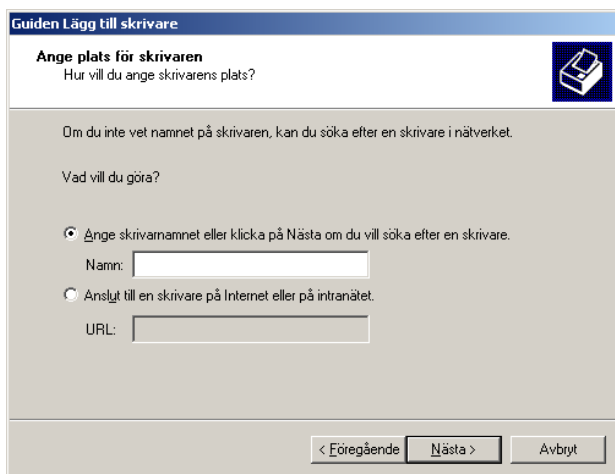 Guiden Lägg till skrivare
Ange plats för skrivaren
Hur vill du ange skrivarens plats?
Om du inte vet namnet på skrivaren, kan du söka efter en skrivare i nätverket.
Vad vill du göra?
Ange skrivarnamnet eller klicka på Nästa om du vill söka efter en skrivare.
Namn:
Anslut till en skrivare på Internet eller på intranätet.
URL:
< Föregående Nästa > Avbryt